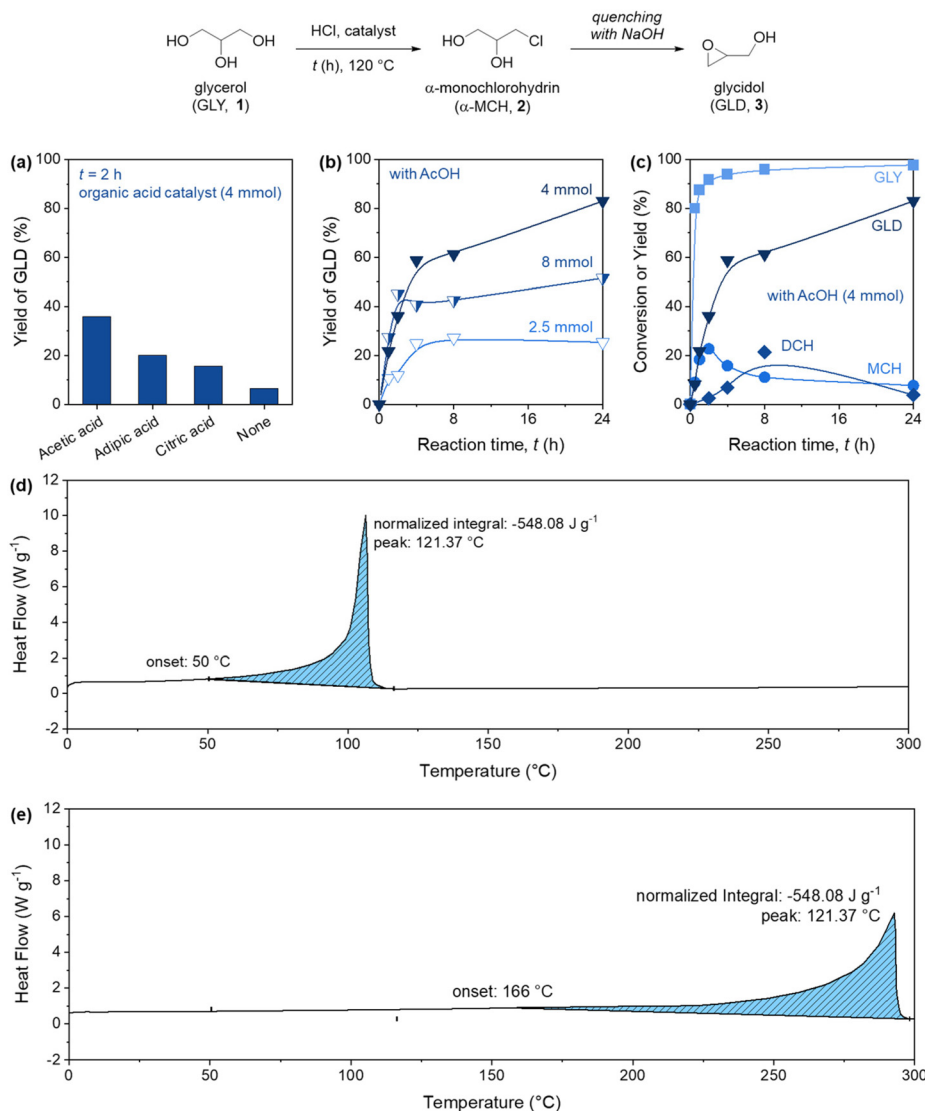 HO
OH
OH
HCl, catalyst
t (h), 120 °C
HO
Cl
OH
quenching
with NaOH
O
OH
glycerol
(GLY, 1)
α-monochlorohydrin
(α-MCH, 2)
glycidol
(GLD, 3)
(a)
100
80
60
40
20
0
Yield of GLD (%)
t = 2 h
organic acid catalyst (4 mmol)
Acetic acid
Adipic acid
Citric acid
None
(b)
100
80
60
40
20
0
Yield of GLD (%)
with AcOH
4 mmol
8 mmol
2.5 mmol
0 4 8 12 16 20 24
Reaction time, t (h)
(c)
100
80
60
40
20
0
Conversion or Yield (%)
GLY
GLD
with AcOH (4 mmol)
DCH
MCH
0 4 8 12 16 20 24
Reaction time, t (h)
(d)
12
10
8
6
4
2
0
-2
Heat Flow (W g⁻¹)
normalized integral: -548.08 J g⁻¹
peak: 121.37 °C
onset: 50 °C
0 50 100 150 200 250 300
Temperature (°C)
(e)
12
10
8
6
4
2
0
-2
Heat Flow (W g⁻¹)
normalized Integral: -548.08 J g⁻¹
peak: 121.37 °C
onset: 166 °C
0 50 100 150 200 250 300
Temperature (°C)